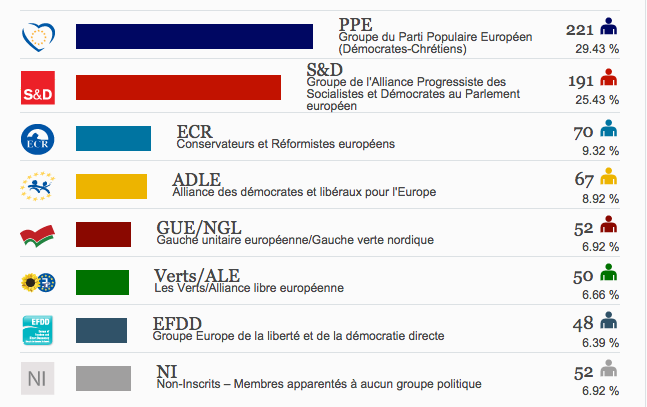 PPE
221
Groupe du Parti Populaire Européen
(Démocrates-Chrétiens)
29.43 %
S&D
S&D
191
Groupe de l'Alliance Progressiste des
Socialistes et Démocrates au Parlement
européen
25.43 %
ECR
ECR
70
Conservateurs et Réformistes européens
9.32 %
ADLE
67
Alliance des démocrates et libéraux pour l'Europe
8.92 %
GUE/NGL
52
Gauche unitaire européenne/Gauche verte nordique
6.92 %
Verts/ALE
50
Les Verts/Alliance libre européenne
6.66 %
EFDD
EFDD
48
Groupe Europe de la liberté et de la démocratie directe
6.39 %
NI
NI
52
Non-Inscrits – Membres apparentés à aucun groupe politique
6.92 %